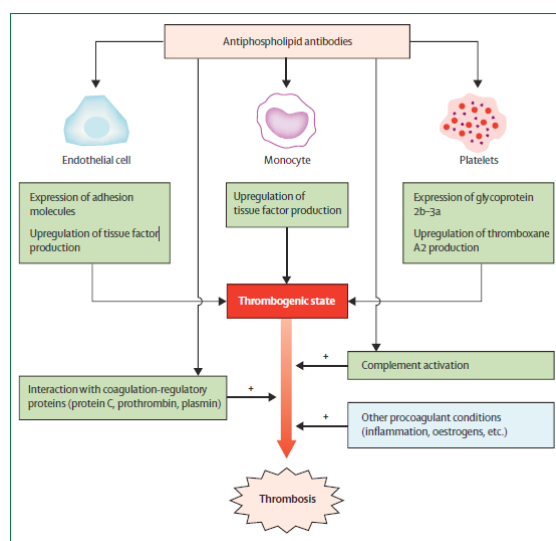 Antiphospholipid antibodies
Endothelial cell
Monocyte
Platelets
Expression of adhesion
molecules
Upregulation of tissue factor
production
Upregulation of
tissue factor production
Expression of glycoprotein
2b–3a
Upregulation of thromboxane
A2 production
Thrombogenic state
+
Complement activation
Interaction with coagulation-regulatory
proteins (protein C, prothrombin, plasmin)
+
+
Other procoagulant conditions
(inflammation, oestrogens, etc.)
Thrombosis